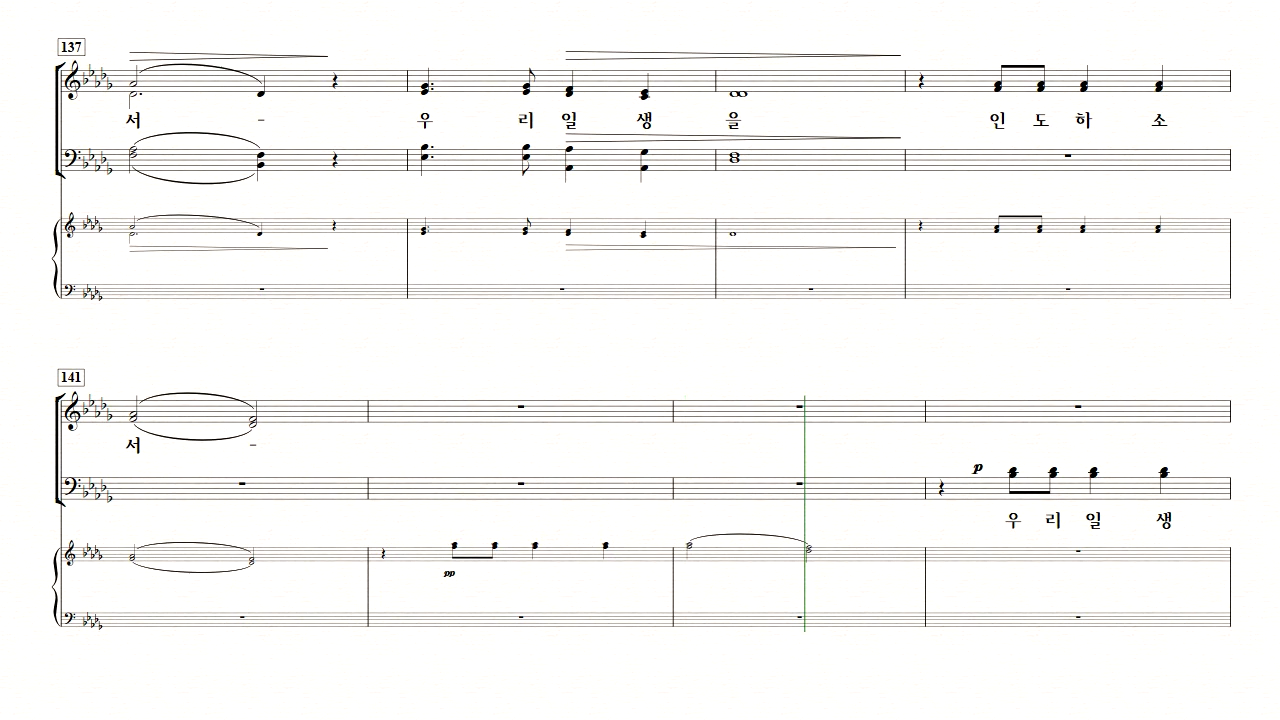 137
서 - 우 리 일 생 을 인 도 하 소
141
서 -
p
우 리 일 생
pp